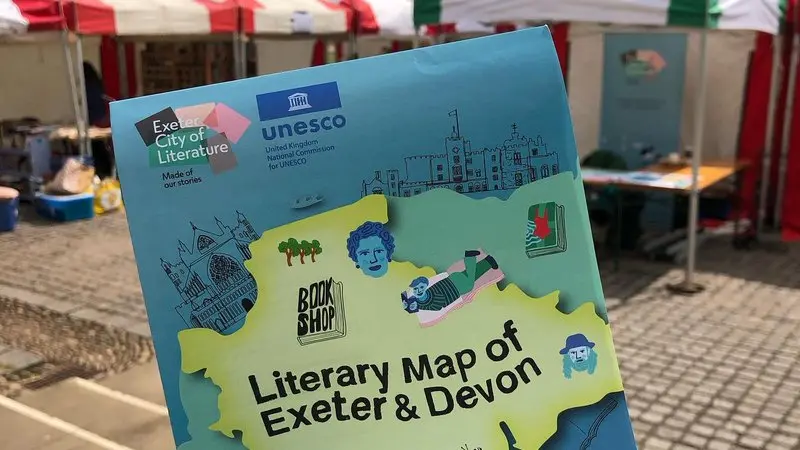 Exeter
City of
Literature
Made of
our stories
unesco
United Kingdom
National Commission
for UNESCO
BOOK
SHOP
Literary Map of
Exeter & Devon